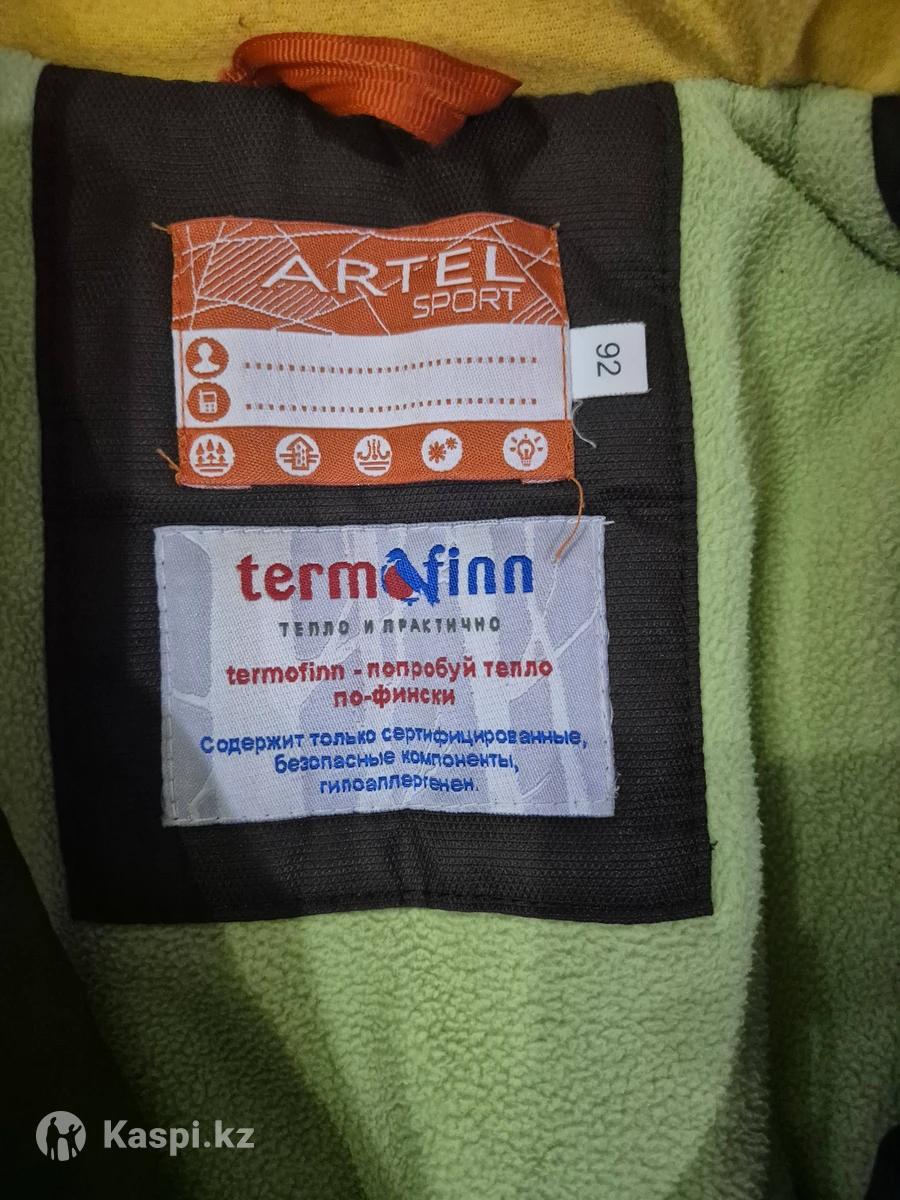 ARTEL
SPORT
92
termofinn
ТЕПЛО И ПРАКТИЧНО
termofinn - попробуй тепло
по-фински
Содержит только сертифицированные,
безопасные компоненты,
гипоаллергенен.
Kaspi.kz